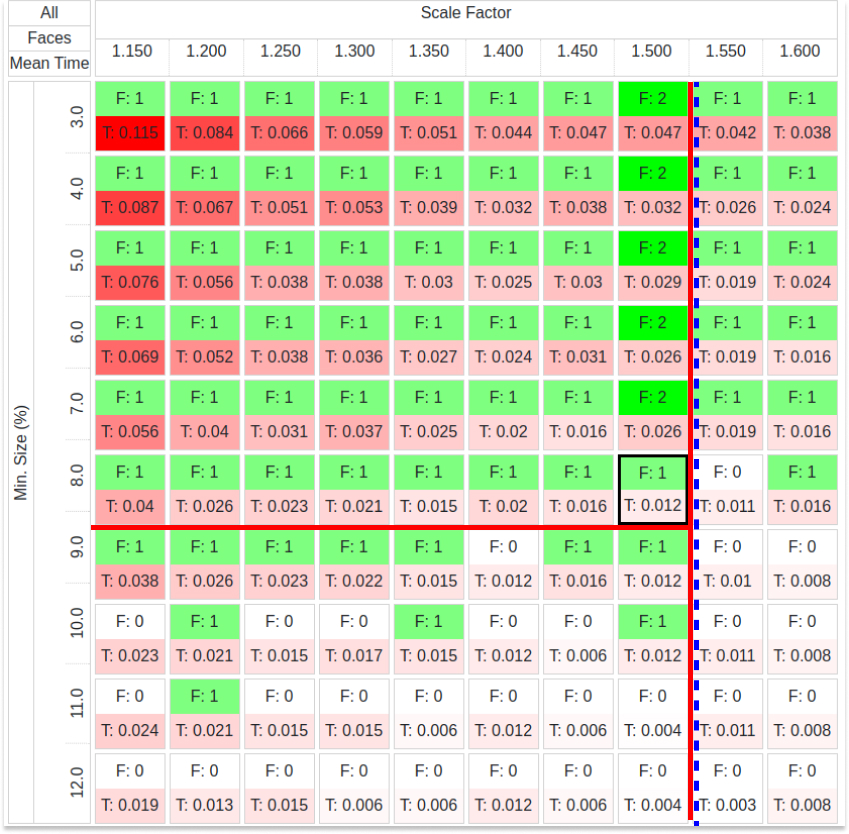 All Scale Factor
Faces
Mean Time 1.150 1.200 1.250 1.300 1.350 1.400 1.450 1.500 1.550 1.600
Min. Size (%)
3.0 F: 1 F: 1 F: 1 F: 1 F: 1 F: 1 F: 1 F: 2 F: 1 F: 1
T: 0.115 T: 0.084 T: 0.066 T: 0.059 T: 0.051 T: 0.044 T: 0.047 T: 0.047 T: 0.042 T: 0.038
4.0 F: 1 F: 1 F: 1 F: 1 F: 1 F: 1 F: 1 F: 2 F: 1 F: 1
T: 0.087 T: 0.067 T: 0.051 T: 0.053 T: 0.039 T: 0.032 T: 0.038 T: 0.032 T: 0.026 T: 0.024
5.0 F: 1 F: 1 F: 1 F: 1 F: 1 F: 1 F: 1 F: 2 F: 1 F: 1
T: 0.076 T: 0.056 T: 0.038 T: 0.038 T: 0.03 T: 0.025 T: 0.03 T: 0.029 T: 0.019 T: 0.024
6.0 F: 1 F: 1 F: 1 F: 1 F: 1 F: 1 F: 1 F: 2 F: 1 F: 1
T: 0.069 T: 0.052 T: 0.038 T: 0.036 T: 0.027 T: 0.024 T: 0.031 T: 0.026 T: 0.019 T: 0.016
7.0 F: 1 F: 1 F: 1 F: 1 F: 1 F: 1 F: 1 F: 2 F: 1 F: 1
T: 0.056 T: 0.04 T: 0.031 T: 0.037 T: 0.025 T: 0.02 T: 0.016 T: 0.026 T: 0.019 T: 0.016
8.0 F: 1 F: 1 F: 1 F: 1 F: 1 F: 1 F: 1 F: 1 F: 0 F: 1
T: 0.04 T: 0.026 T: 0.023 T: 0.021 T: 0.015 T: 0.02 T: 0.016 T: 0.012 T: 0.011 T: 0.016
9.0 F: 1 F: 1 F: 1 F: 1 F: 1 F: 0 F: 1 F: 1 F: 0 F: 0
T: 0.038 T: 0.026 T: 0.023 T: 0.022 T: 0.015 T: 0.012 T: 0.016 T: 0.012 T: 0.01 T: 0.008
10.0 F: 0 F: 1 F: 0 F: 0 F: 1 F: 0 F: 0 F: 1 F: 0 F: 0
T: 0.023 T: 0.021 T: 0.015 T: 0.017 T: 0.015 T: 0.012 T: 0.006 T: 0.012 T: 0.011 T: 0.008
11.0 F: 0 F: 1 F: 0 F: 0 F: 0 F: 0 F: 0 F: 0 F: 0 F: 0
T: 0.024 T: 0.021 T: 0.015 T: 0.015 T: 0.006 T: 0.012 T: 0.006 T: 0.004 T: 0.011 T: 0.008
12.0 F: 0 F: 0 F: 0 F: 0 F: 0 F: 0 F: 0 F: 0 F: 0 F: 0
T: 0.019 T: 0.013 T: 0.015 T: 0.006 T: 0.006 T: 0.012 T: 0.006 T: 0.004 T: 0.003 T: 0.008